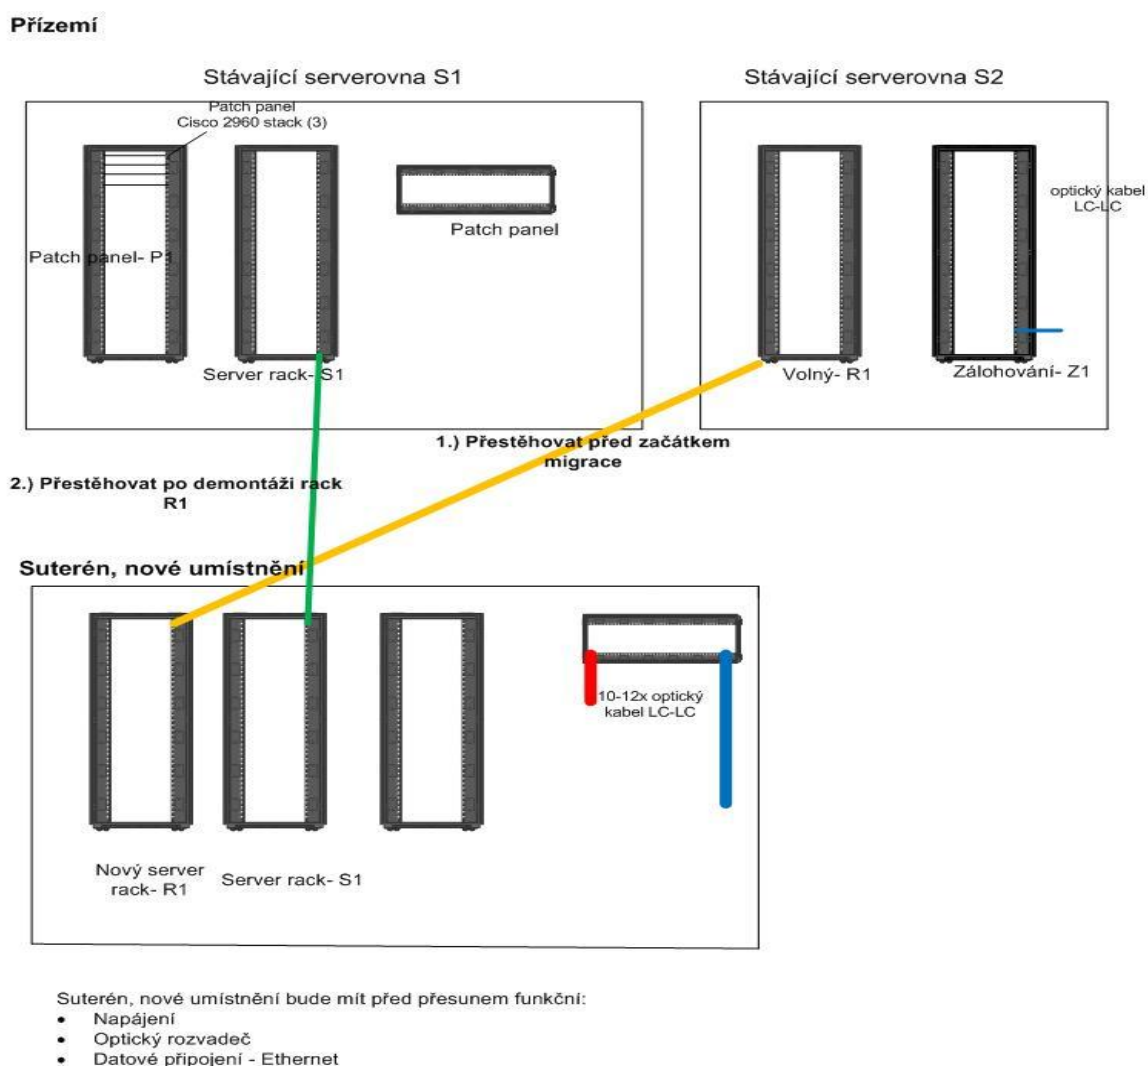 Přízemí
Stávající serverovna S1
Stávající serverovna S2
Patch panel
Cisco 2960 stack (3)
optický kabel
LC-LC
Patch panel
Patch panel- P1
Server rack- S1
Volný- R1
Zálohování- Z1
1.) Přestěhovat před začátkem
migrace
2.) Přestěhovat po demontáži rack
R1
Suterén, nové umístnění
10-12x optický
kabel LC-LC
Nový server
rack- R1
Server rack- S1
Suterén, nové umístnění bude mít před přesunem funkční:
• Napájení
• Optický rozvadeč
• Datové připojení - Ethernet